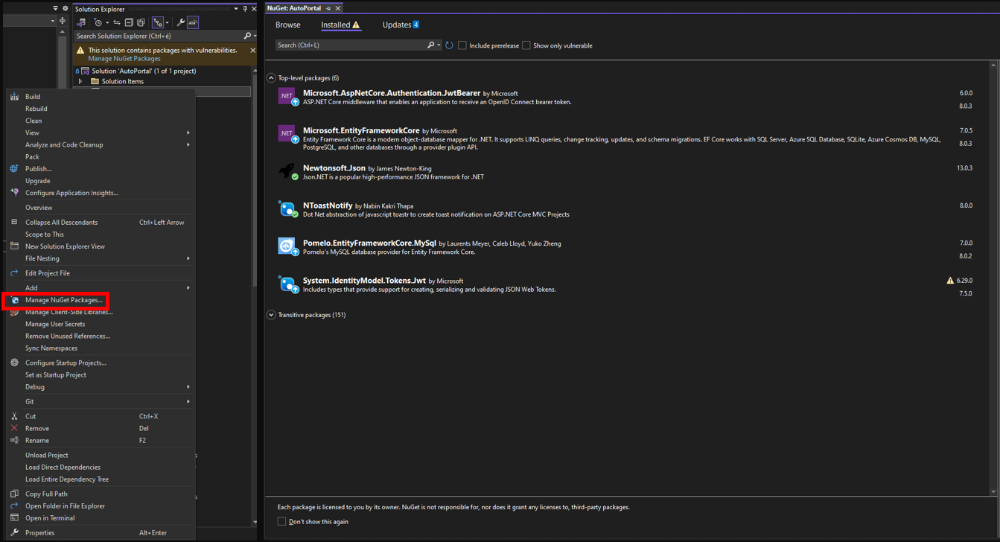 Solution Explorer
Search Solution Explorer (Ctrl+é)
This solution contains packages with vulnerabilities.
Manage NuGet Packages
Solution 'AutoPortal' (1 of 1 project)
Solution Items
Build
Rebuild
Clean
View
Analyze and Code Cleanup
Pack
Publish...
Upgrade
Configure Application Insights...
Overview
Collapse All Descendants Ctrl+Left Arrow
Scope to This
New Solution Explorer View
File Nesting
Edit Project File
Add
Manage NuGet Packages...
Manage Client-Side Libraries...
Manage User Secrets
Remove Unused References...
Sync Namespaces
Configure Startup Projects...
Set as Startup Project
Debug
Git
Cut Ctrl+X
Remove Del
Rename F2
Unload Project
Load Direct Dependencies
Load Entire Dependency Tree
Copy Full Path
Open Folder in File Explorer
Open in Terminal
Properties Alt+Enter
NuGet: AutoPortal
Browse Installed Updates 4
Search (Ctrl+L) Include prerelease Show only vulnerable
Top-level packages (6)
.NET Microsoft.AspNetCore.Authentication.JwtBearer by Microsoft 6.0.0
ASP.NET Core middleware that enables an application to receive an OpenID Connect bearer token. 8.0.3
.NET Microsoft.EntityFrameworkCore by Microsoft 7.0.5
Entity Framework Core is a modern object-database mapper for .NET. It supports LINQ queries, change tracking, updates, and schema migrations. EF Core works with SQL Server, Azure SQL Database, SQLite, Azure Cosmos DB, MySQL, 8.0.3
PostgreSQL, and other databases through a provider plugin API.
Newtonsoft.Json by James Newton-King 13.0.3
Json.NET is a popular high-performance JSON framework for .NET
NToastNotify by Nabin Kakri Thapa 8.0.0
Dot Net abstraction of javascript toastr to create toast notification on ASP.NET Core MVC Projects
Pomelo.EntityFrameworkCore.MySql by Laurents Meyer, Caleb Lloyd, Yuko Zheng 7.0.0
Pomelo's MySQL database provider for Entity Framework Core. 8.0.2
System.IdentityModel.Tokens.Jwt by Microsoft 6.29.0
Includes types that provide support for creating, serializing and validating JSON Web Tokens. 7.5.0
Transitive packages (151)
Each package is licensed to you by its owner. NuGet is not responsible for, nor does it grant any licenses to, third-party packages.
Don't show this again